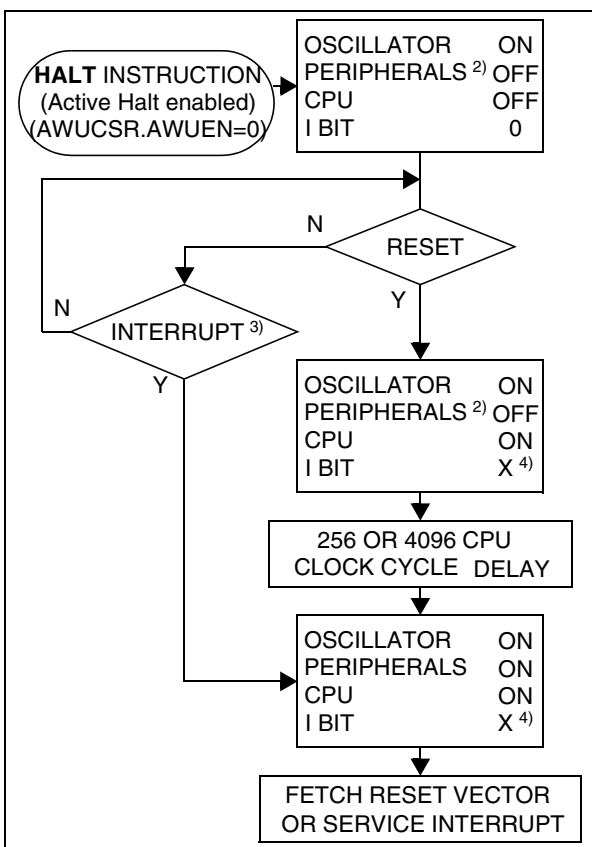 HALT INSTRUCTION
(Active Halt enabled)
(AWUCSR.AWUEN=0)
OSCILLATOR ON
PERIPHERALS 2) OFF
CPU OFF
I BIT 0
RESET
N
Y
INTERRUPT 3)
N
Y
OSCILLATOR ON
PERIPHERALS 2) OFF
CPU ON
I BIT X 4)
256 OR 4096 CPU
CLOCK CYCLE DELAY
OSCILLATOR ON
PERIPHERALS ON
CPU ON
I BIT X 4)
FETCH RESET VECTOR
OR SERVICE INTERRUPT